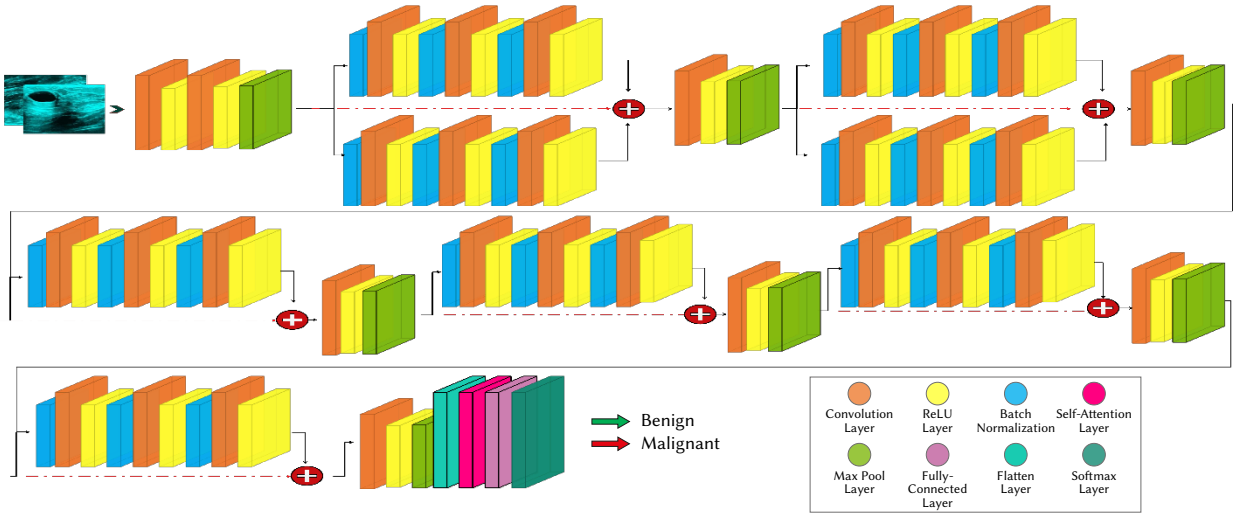 Benign
Malignant
Convolution
Layer
ReLU
Layer
Batch
Normalization
Self-Attention
Layer
Max Pool
Layer
Fully-
Connected
Layer
Flatten
Layer
Softmax
Layer